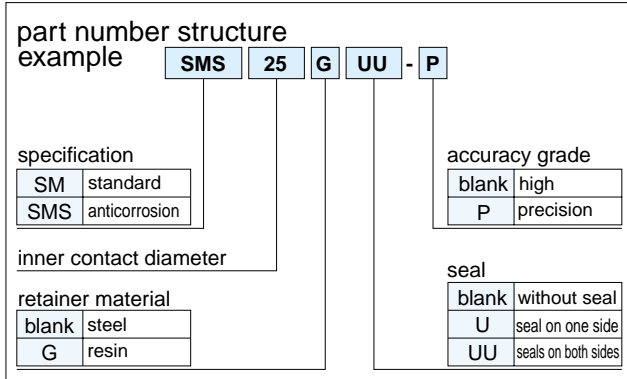 part number structure
example SMS 25 G UU - P
specification
SM standard
SMS anticorrosion
inner contact diameter
retainer material
blank steel
G resin
accuracy grade
blank high
P precision
seal
blank without seal
U seal on one side
UU seals on both sides